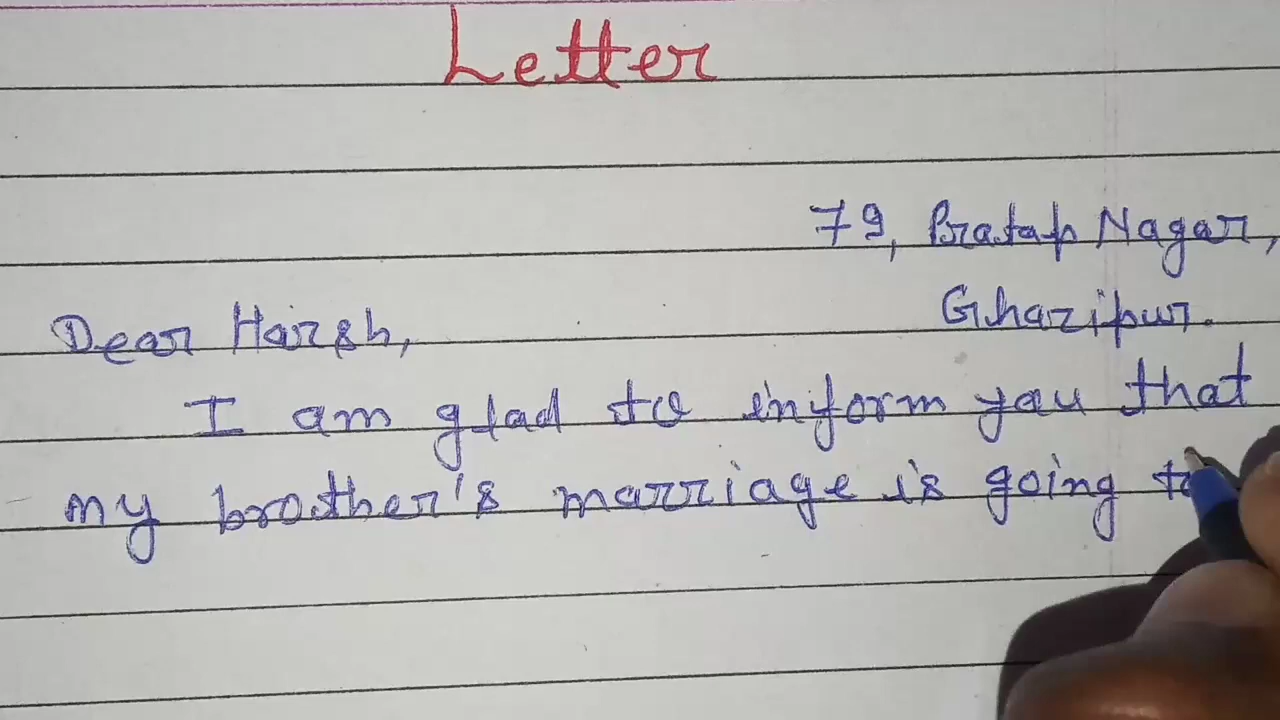 Letter
79, Pratap Nagar,
Ghazipur.
Dear Harsh,
I am glad to inform you that
my brother's marriage is going to